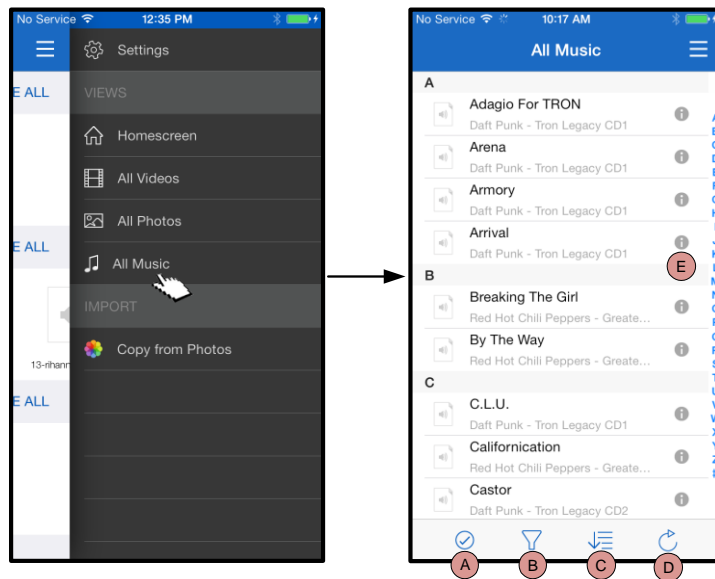 No Service 12:35 PM
Settings
E ALL
VIEWS
Homescreen
All Videos
All Photos
E ALL
All Music
IMPORT
Copy from Photos
13-rihann
E ALL
No Service 10:17 AM
All Music
A
Adagio For TRON
Daft Punk - Tron Legacy CD1
Arena
Daft Punk - Tron Legacy CD1
Armory
Daft Punk - Tron Legacy CD1
Arrival
Daft Punk - Tron Legacy CD1
E
B
Breaking The Girl
Red Hot Chili Peppers - Greate...
By The Way
Red Hot Chili Peppers - Greate...
C
C.L.U.
Daft Punk - Tron Legacy CD1
Californication
Red Hot Chili Peppers - Greate...
Castor
Daft Punk - Tron Legacy CD2
A B C D